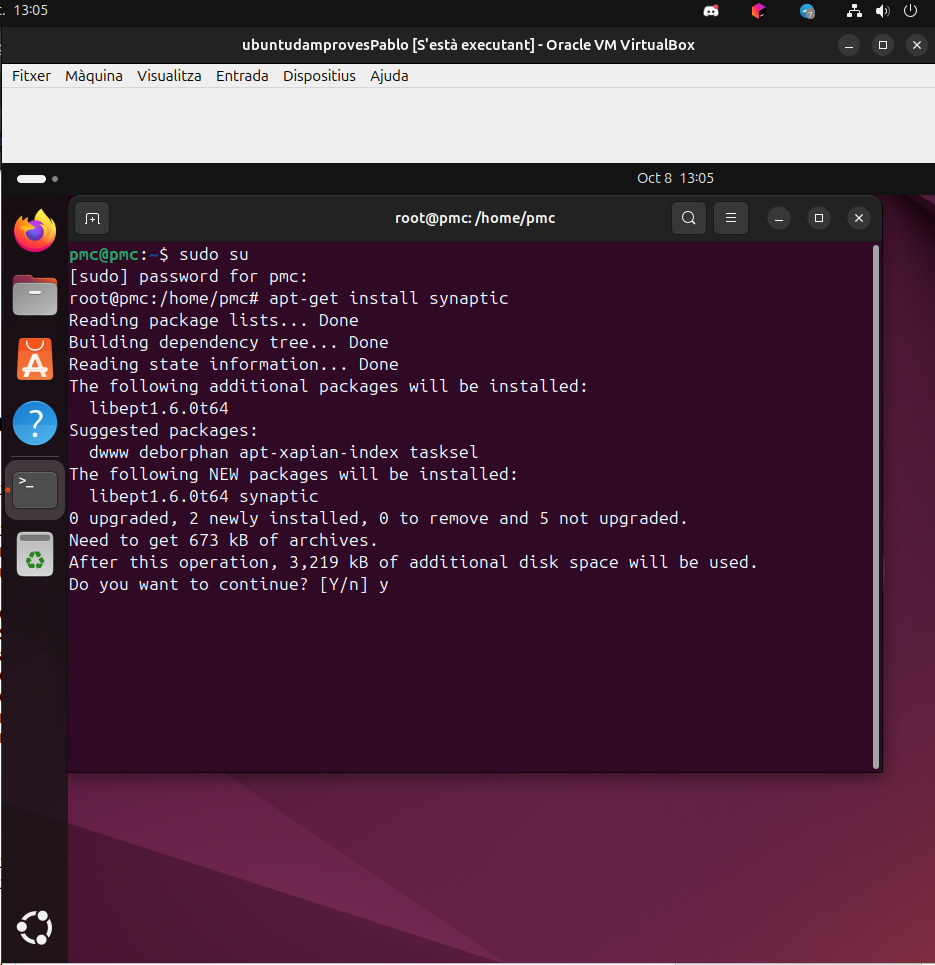 13:05
ubuntudamprovesPablo [S'està executant] - Oracle VM VirtualBox
Fitxer Màquina Visualitza Entrada Dispositius Ajuda
Oct 8 13:05
root@pmc: /home/pmc
pmc@pmc:~$ sudo su
[sudo] password for pmc:
root@pmc:/home/pmc# apt-get install synaptic
Reading package lists... Done
Building dependency tree... Done
Reading state information... Done
The following additional packages will be installed:
libept1.6.0t64
Suggested packages:
dwww deborphan apt-xapian-index tasksel
The following NEW packages will be installed:
libept1.6.0t64 synaptic
0 upgraded, 2 newly installed, 0 to remove and 5 not upgraded.
Need to get 673 kB of archives.
After this operation, 3,219 kB of additional disk space will be used.
Do you want to continue? [Y/n] y